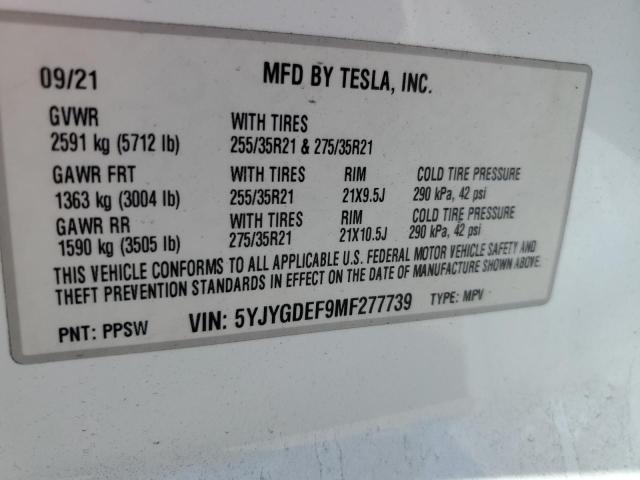 09/21 MFD BY TESLA, INC.
GVWR WITH TIRES
2591 kg (5712 lb) 255/35R21 & 275/35R21
GAWR FRT WITH TIRES RIM COLD TIRE PRESSURE
1363 kg (3004 lb) 255/35R21 21X9.5J 290 kPa, 42 psi
GAWR RR WITH TIRES RIM COLD TIRE PRESSURE
1590 kg (3505 lb) 275/35R21 21X10.5J 290 kPa, 42 psi
THIS VEHICLE CONFORMS TO ALL APPLICABLE U.S. FEDERAL MOTOR VEHICLE SAFETY AND
THEFT PREVENTION STANDARDS IN EFFECT ON THE DATE OF MANUFACTURE SHOWN ABOVE.
PNT: PPSW VIN: 5YJYGDEF9MF277739 TYPE: MPV